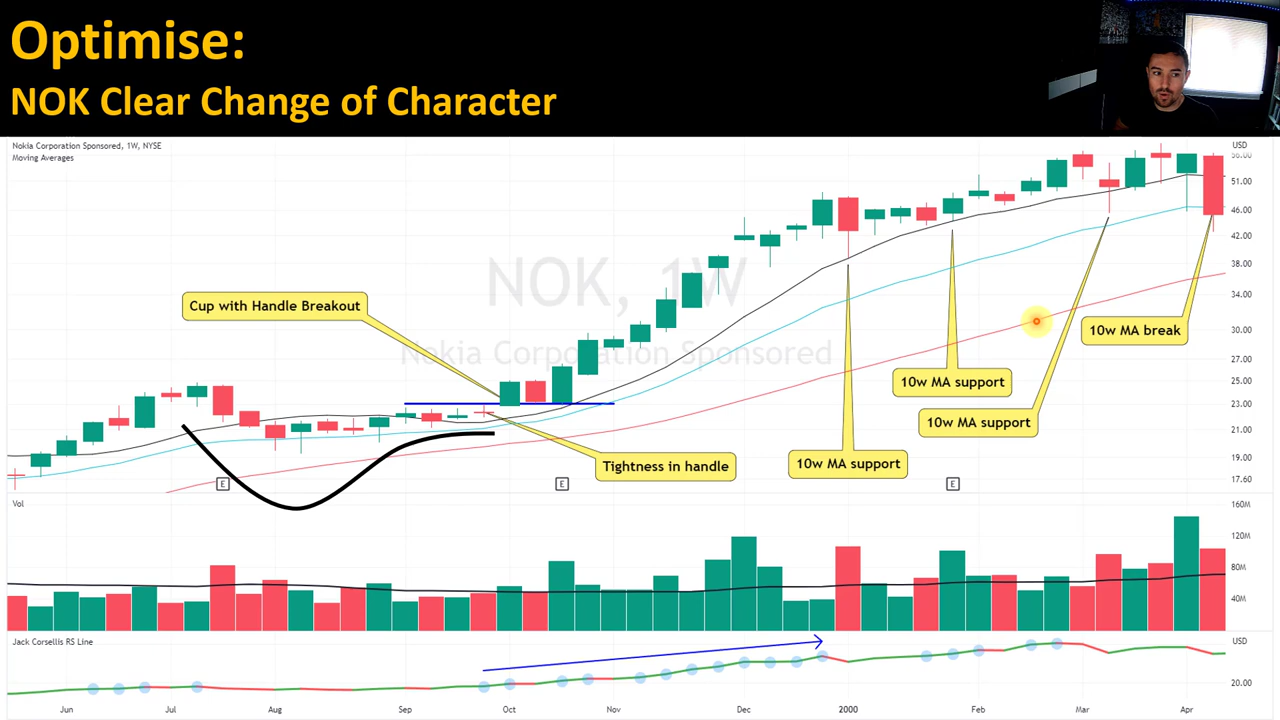 Optimise:
NOK Clear Change of Character
Nokia Corporation Sponsored, 1W, NYSE
Moving Averages
USD
56.00
51.00
46.00
42.00
38.00
34.00
30.00
27.00
25.00
23.00
21.00
19.00
17.60
NOK, 1W
Nokia Corporation Sponsored
Cup with Handle Breakout
Tightness in handle
10w MA support
10w MA support
10w MA support
10w MA break
E
E
E
Vol
160M
120M
80M
40M
Jack Corsellis RS Line
USD
20.00
Jun
Jul
Aug
Sep
Oct
Nov
Dec
2000
Feb
Mar
Apr